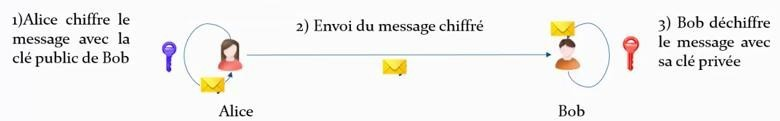 1)Alice chiffre le
message avec la
clé public de Bob
2) Envoi du message chiffré
3) Bob déchiffre
le message avec
sa clé privée
Alice
Bob